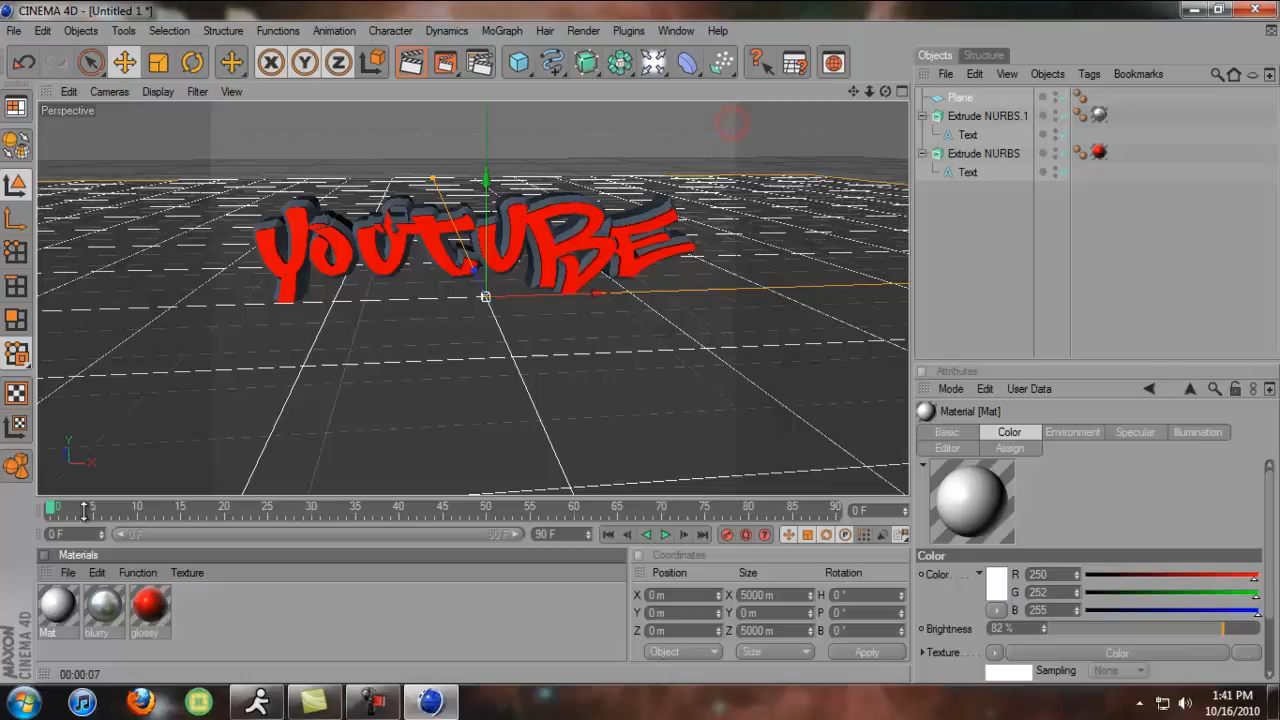 CINEMA 4D - [Untitled 1 *]
File Edit Objects Tools Selection Structure Functions Animation Character Dynamics MoGraph Hair Render Plugins Window Help
Edit Cameras Display Filter View
Perspective
YOUTUBE
Y
X
0 5 10 15 20 25 30 35 40 45 50 55 60 65 70 75 80 85 90 0 F
0 F 0 F 90 F 90 F
Materials
File Edit Function Texture
Mat blurry glossy
Coordinates
Position Size Rotation
X 0 m X 5000 m H 0 °
Y 0 m Y 0 m P 0 °
Z 0 m Z 5000 m B 0 °
Object Size Apply
00:00:07
MAXON
CINEMA 4D
Objects Structure
File Edit View Objects Tags Bookmarks
Plane
Extrude NURBS.1
Text
Extrude NURBS
Text
Attributes
Mode Edit User Data
Material [Mat]
Basic Color Environment Specular Illumination
Editor Assign
Color
Color . . . . R 250
G 252
B 255
Brightness 82 %
Texture . . . . Color ...
Sampling None
1:41 PM
10/16/2010